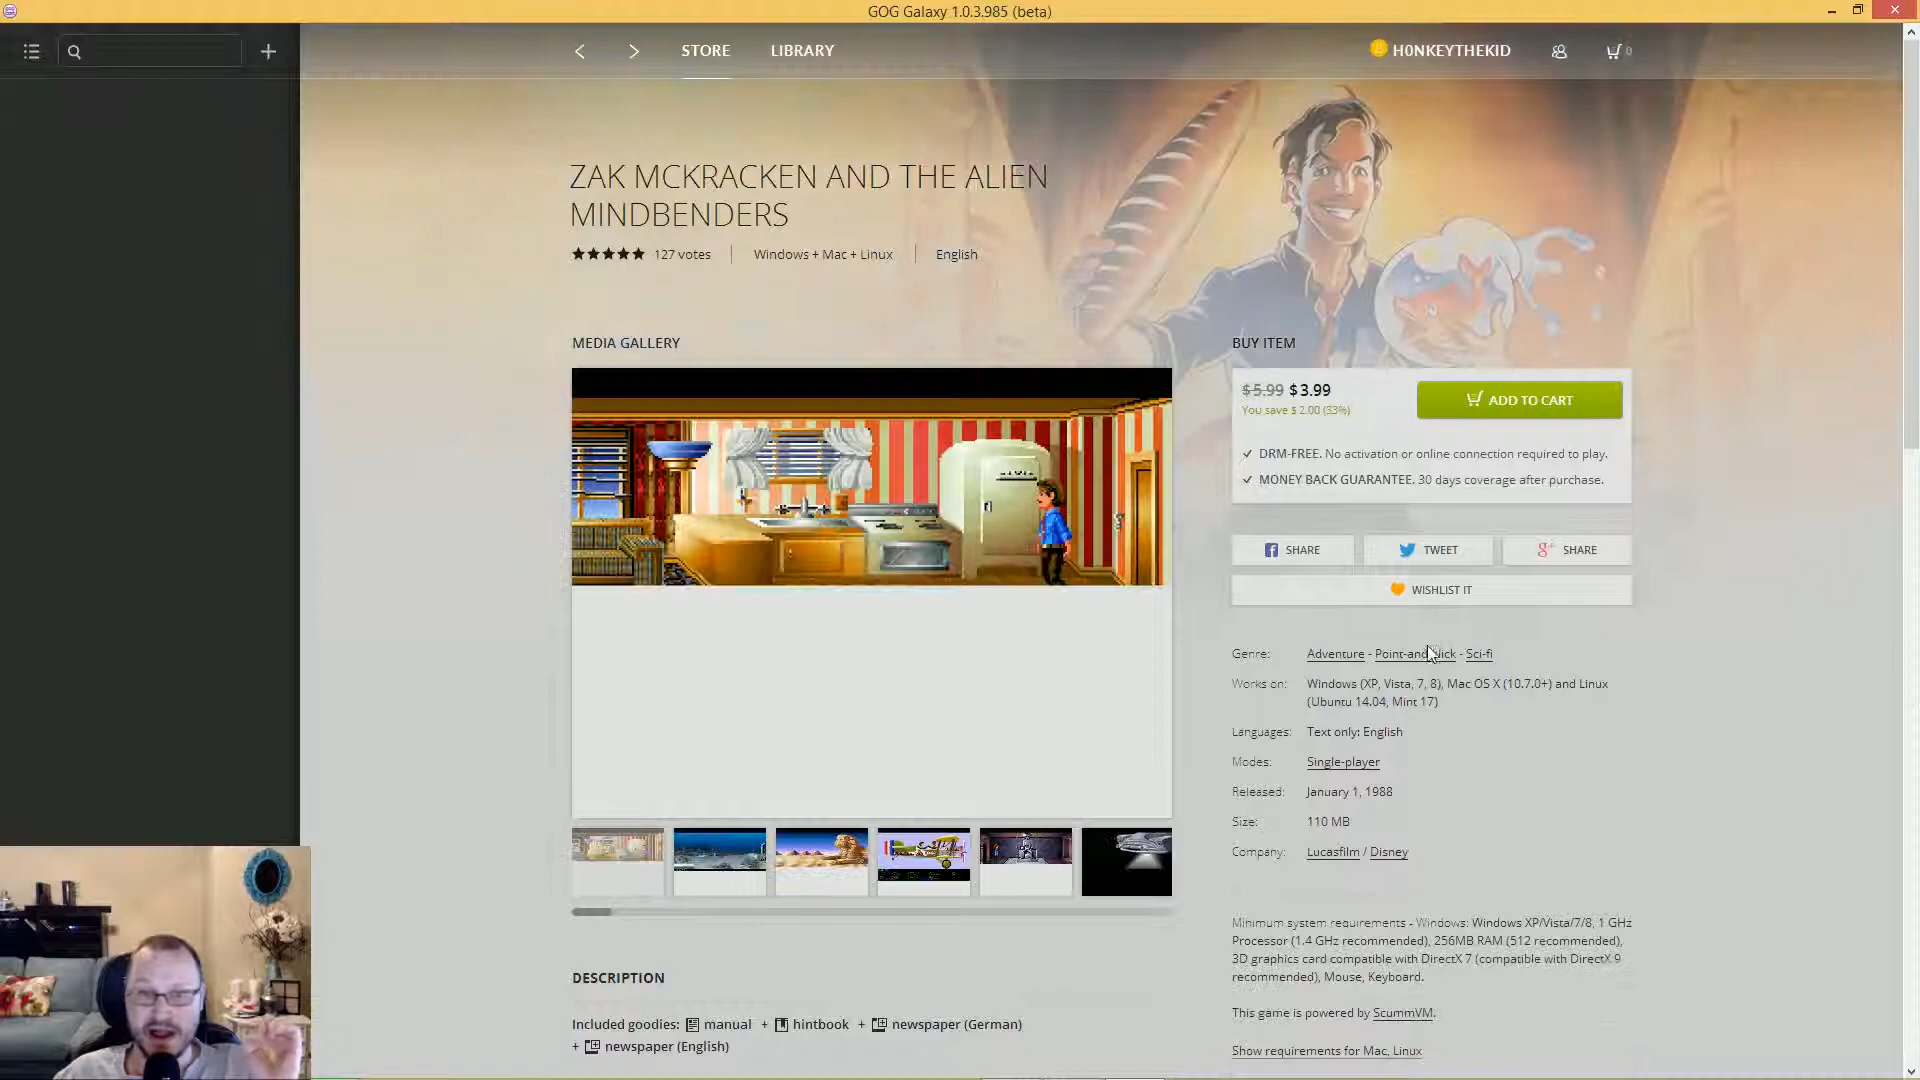 GOG Galaxy 1.0.3.985 (beta)
STORE
LIBRARY
H0NKEYTHEKID
0
ZAK MCKRACKEN AND THE ALIEN
MINDBENDERS
127 votes
Windows + Mac + Linux
English
MEDIA GALLERY
BUY ITEM
$ 5.99 $ 3.99
You save $ 2.00 (33%)
ADD TO CART
DRM-FREE. No activation or online connection required to play.
MONEY BACK GUARANTEE. 30 days coverage after purchase.
SHARE
TWEET
g+ SHARE
WISHLIST IT
Genre: Adventure - Point-and-click - Sci-fi
Works on: Windows (XP, Vista, 7, 8), Mac OS X (10.7.0+) and Linux
(Ubuntu 14.04, Mint 17)
Languages: Text only: English
Modes: Single-player
Released: January 1, 1988
Size: 110 MB
Company: Lucasfilm / Disney
Minimum system requirements - Windows: Windows XP/Vista/7/8, 1 GHz
Processor (1.4 GHz recommended), 256MB RAM (512 recommended),
3D graphics card compatible with DirectX 7 (compatible with DirectX 9
recommended), Mouse, Keyboard.
This game is powered by ScummVM.
Show requirements for Mac, Linux
DESCRIPTION
Included goodies: manual + hintbook + newspaper (German)
+ newspaper (English)